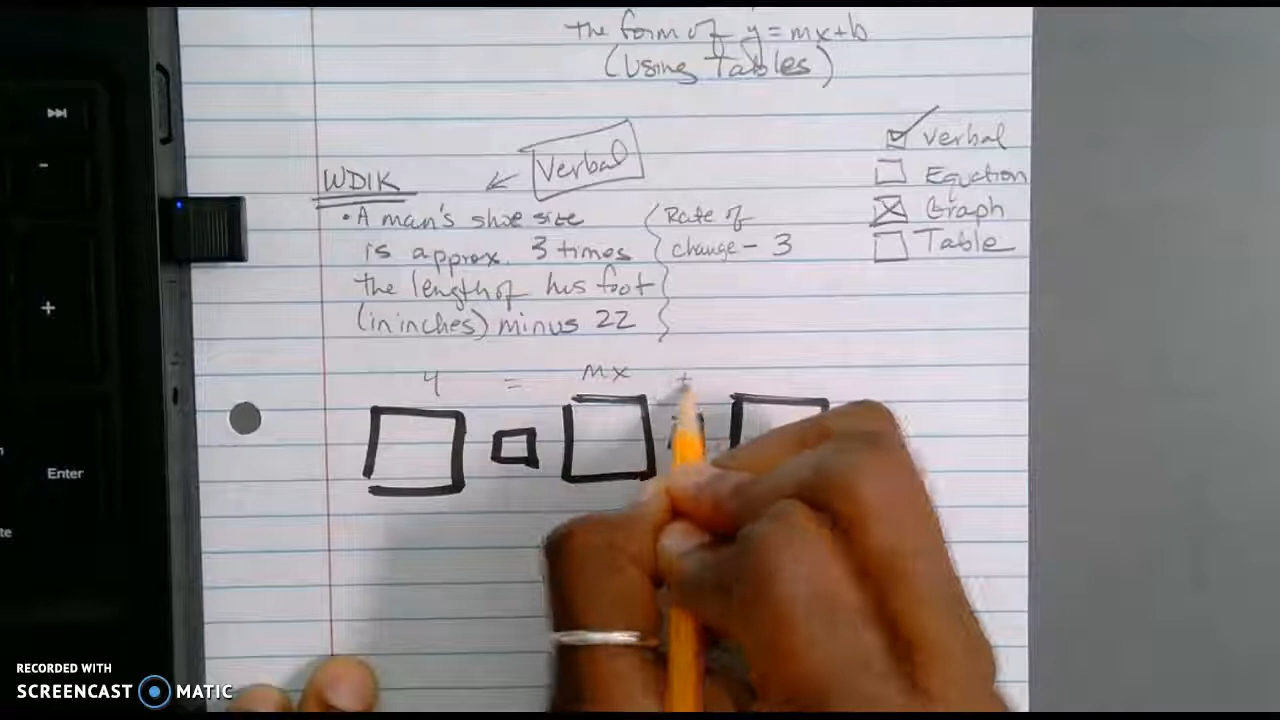 the form of y = mx+b
(Using Tables)
Verbal
WDIK
• A man's shoe size
is approx. 3 times
the length of his foot
(in inches) minus 22
Rate of
change - 3
verbal
Equation
Graph
Table
y = mx +
-
+
Enter
RECORDED WITH
SCREENCAST MATIC